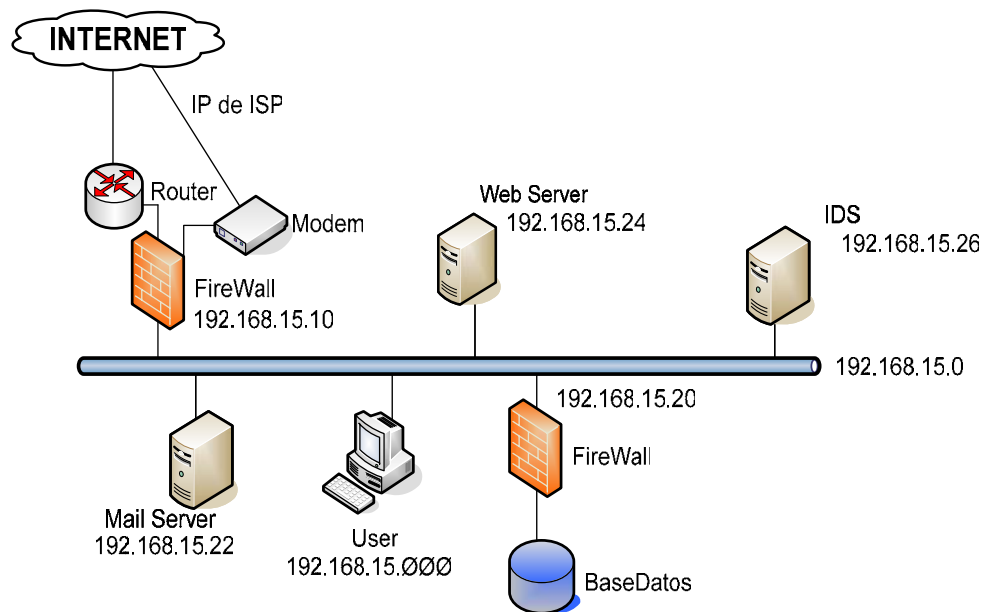 INTERNET
IP de ISP
Router
Modem
FireWall
192.168.15.10
Web Server
192.168.15.24
IDS
192.168.15.26
192.168.15.0
192.168.15.20
FireWall
Mail Server
192.168.15.22
User
192.168.15.ØØØ
BaseDatos